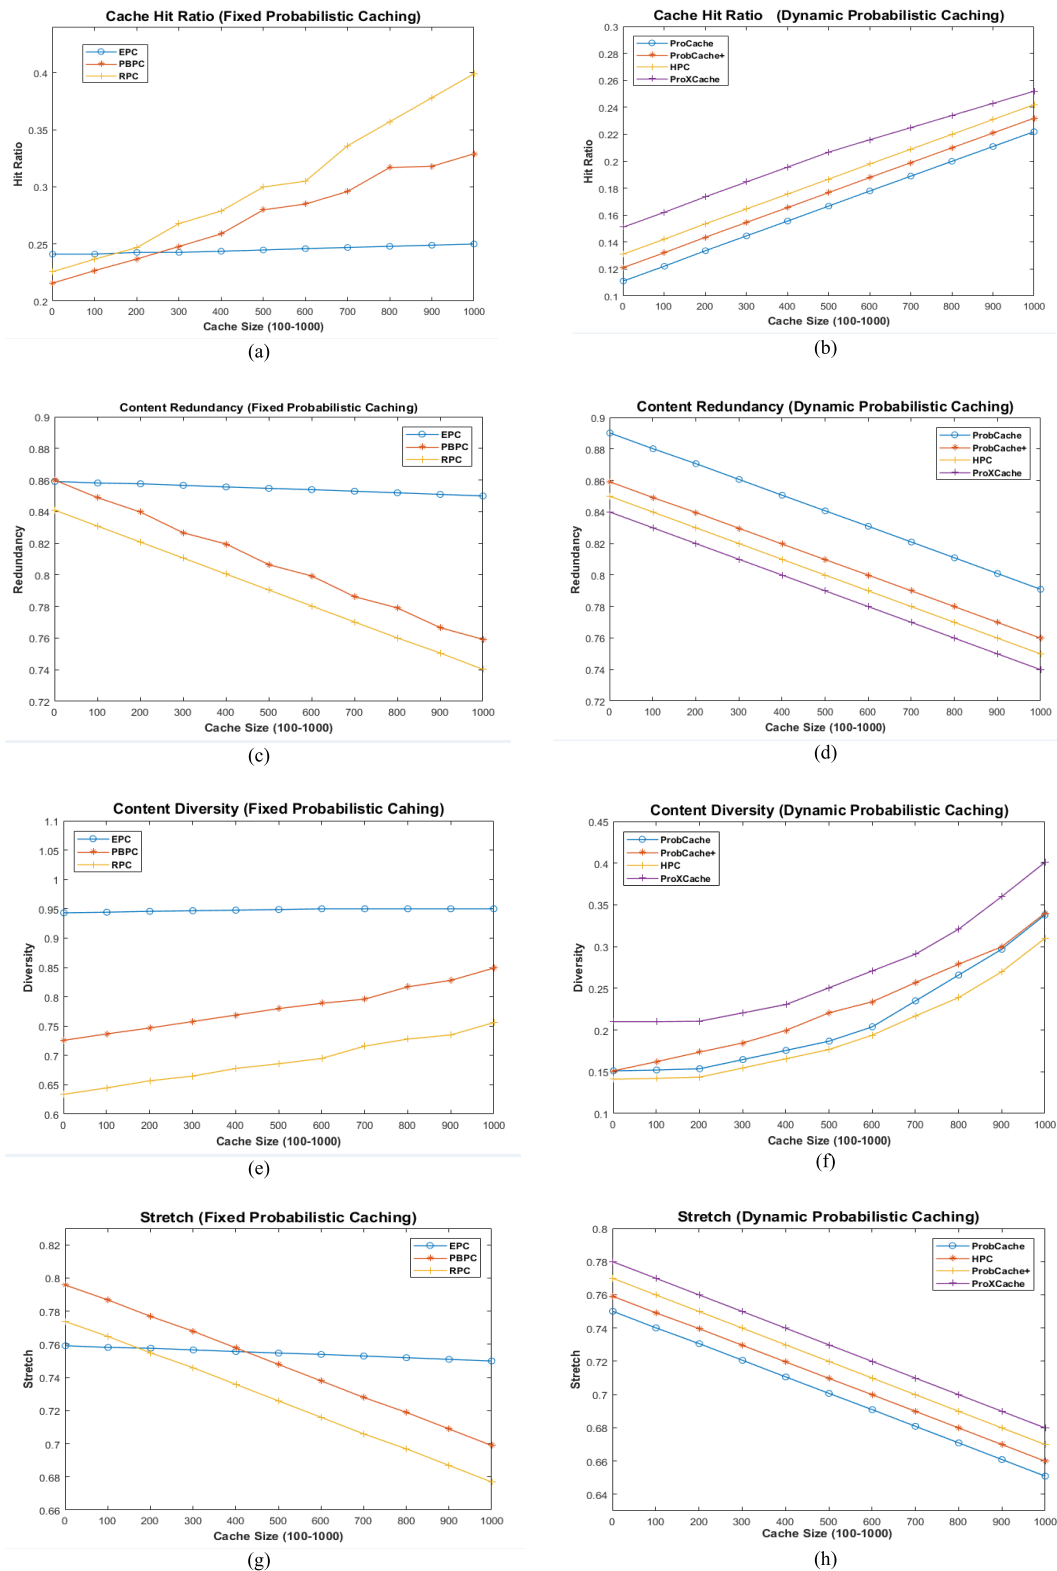 Cache Hit Ratio (Fixed Probabilistic Caching)
EPC
PBPC
RPC
0.4
0.35
0.3
0.25
0.2
Hit Ratio
0 100 200 300 400 500 600 700 800 900 1000
Cache Size (100-1000)
(a)
Cache Hit Ratio (Dynamic Probabilistic Caching)
ProCache
ProbCache+
HPC
ProXCache
0.3
0.28
0.26
0.24
0.22
0.2
0.18
0.16
0.14
0.12
0.1
Hit Ratio
0 100 200 300 400 500 600 700 800 900 1000
Cache Size (100-1000)
(b)
Content Redundancy (Fixed Probabilistic Caching)
EPC
PBPC
RPC
0.9
0.88
0.86
0.84
0.82
0.8
0.78
0.76
0.74
0.72
Redundancy
0 100 200 300 400 500 600 700 800 900 1000
Cache Size (100-1000)
(c)
Content Redundancy (Dynamic Probabilistic Caching)
ProbCache
ProbCache+
HPC
ProXCache
0.9
0.88
0.86
0.84
0.82
0.8
0.78
0.76
0.74
0.72
Redundancy
0 100 200 300 400 500 600 700 800 900 1000
Cache Size (100-1000)
(d)
Content Diversity (Fixed Probabilistic Cahing)
EPC
PBPC
RPC
1.1
1.05
1
0.95
0.9
0.85
0.8
0.75
0.7
0.65
0.6
Diversity
0 100 200 300 400 500 600 700 800 900 1000
Cache Size (100-1000)
(e)
Content Diversity (Dynamic Probabilistic Caching)
ProbCache
ProbCache+
HPC
ProXCache
0.45
0.4
0.35
0.3
0.25
0.2
0.15
0.1
Diversity
0 100 200 300 400 500 600 700 800 900 1000
Cache Size (100-1000)
(f)
Stretch (Fixed Probabilistic Caching)
EPC
PBPC
RPC
0.82
0.8
0.78
0.76
0.74
0.72
0.7
0.68
0.66
Stretch
0 100 200 300 400 500 600 700 800 900 1000
Cache Size (100-1000)
(g)
Stretch (Dynamic Probabilistic Caching)
ProbCache
HPC
ProbCache+
ProXCache
0.8
0.78
0.76
0.74
0.72
0.7
0.68
0.66
0.64
Stretch
0 100 200 300 400 500 600 700 800 900 1000
Cache Size (100-1000)
(h)